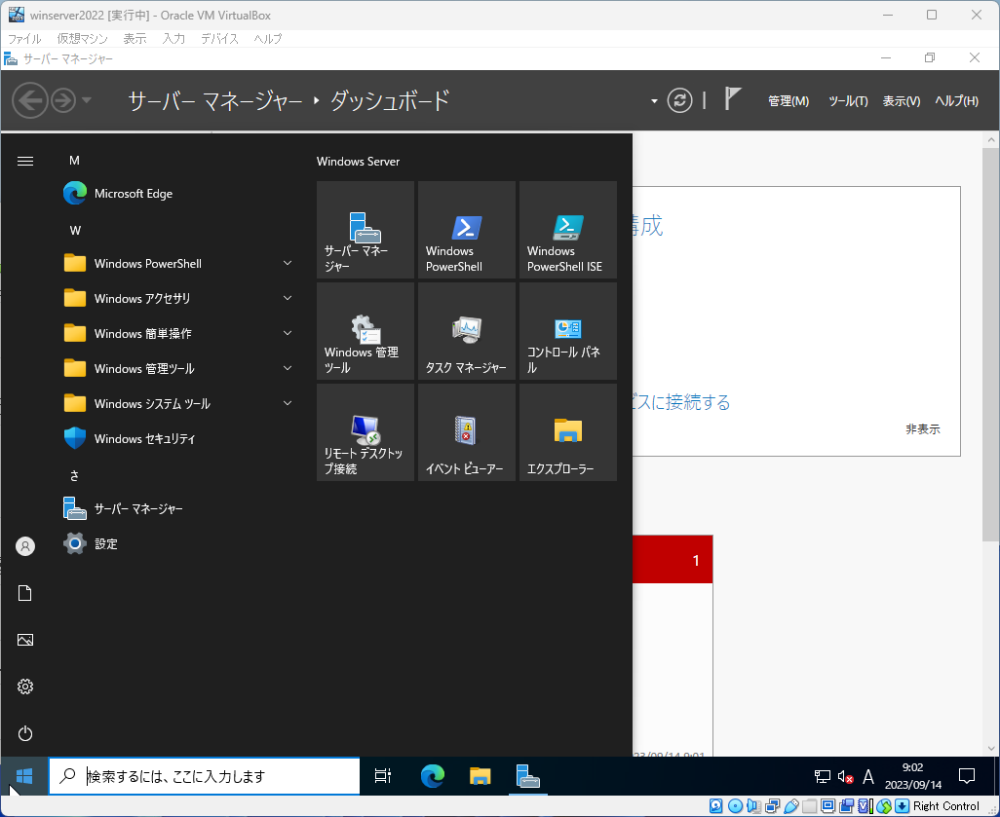 winserver2022 [実行中] - Oracle VM VirtualBox
ファイル 仮想マシン 表示 入力 デバイス ヘルプ
サーバー マネージャー
サーバー マネージャー ダッシュボード
管理(M) ツール(T) 表示(V) ヘルプ(H)
M
Microsoft Edge
W
Windows PowerShell
Windows アクセサリ
Windows 簡単操作
Windows 管理ツール
Windows システム ツール
Windows セキュリティ
さ
サーバー マネージャー
設定
Windows Server
サーバー マネー
ジャー
Windows
PowerShell
Windows
PowerShell ISE
Windows 管理
ツール
タスク マネージャー
コントロール パネ
ル
リモート デスクトッ
プ接続
イベント ビューアー
エクスプローラー
構成
ビスに接続する
非表示
1
23/09/14 9:01
検索するには、ここに入力します
A
9:02
2023/09/14
Right Control